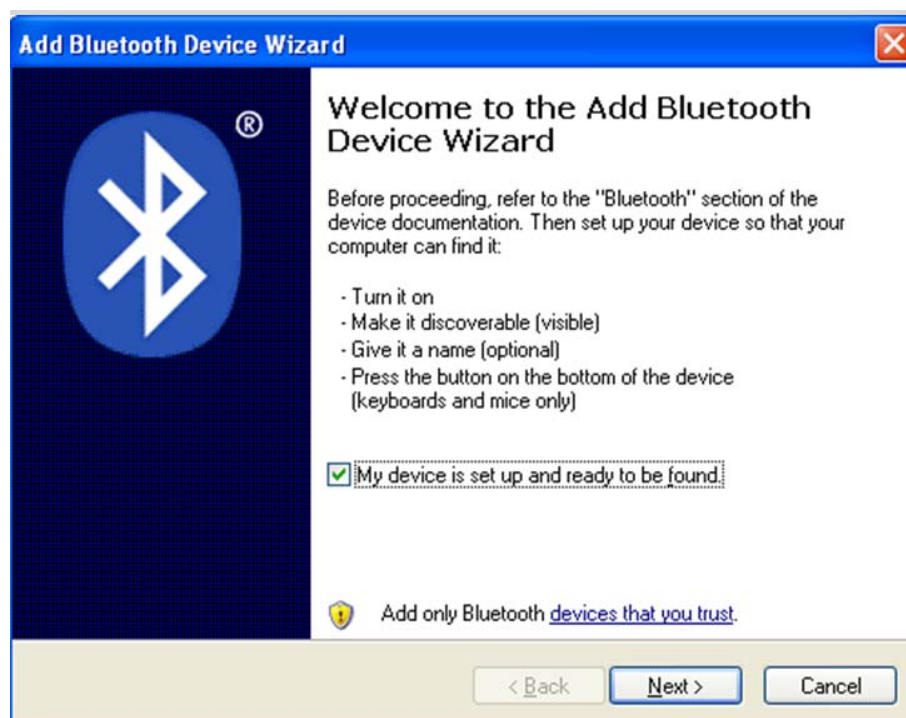 Add Bluetooth Device Wizard
®
Welcome to the Add Bluetooth
Device Wizard
Before proceeding, refer to the "Bluetooth" section of the
device documentation. Then set up your device so that your
computer can find it:
- Turn it on
- Make it discoverable (visible)
- Give it a name (optional)
- Press the button on the bottom of the device
(keyboards and mice only)
My device is set up and ready to be found.
Add only Bluetooth devices that you trust.
< Back Next > Cancel